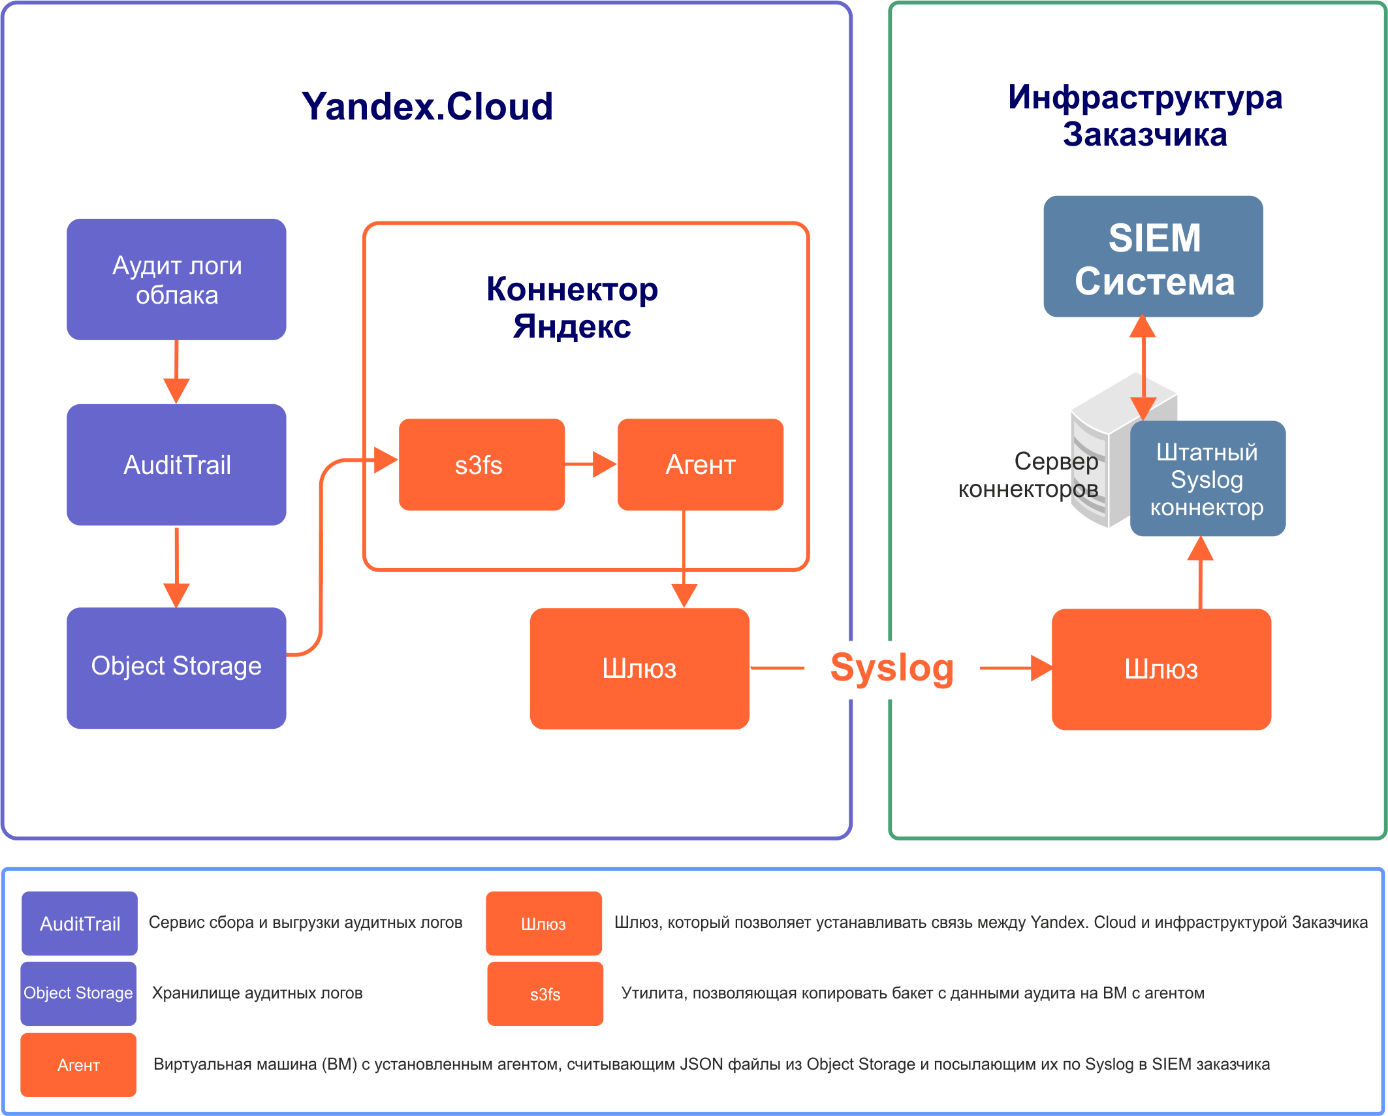 Yandex.Cloud
Аудит логи
облака
AuditTrail
Object Storage
Коннектор
Яндекс
s3fs
Агент
Шлюз
Syslog
Инфраструктура
Заказчика
SIEM
Система
Сервер
коннекторов
Штатный
Syslog
коннектор
Шлюз
AuditTrail
Сервис сбора и выгрузки аудитных логов
Шлюз
Шлюз, который позволяет устанавливать связь между Yandex. Cloud и инфраструктурой Заказчика
Object Storage
Хранилище аудитных логов
s3fs
Утилита, позволяющая копировать бакет с данными аудита на ВМ с агентом
Агент
Виртуальная машина (ВМ) с установленным агентом, считывающим JSON файлы из Object Storage и посылающим их по Syslog в SIEM заказчика